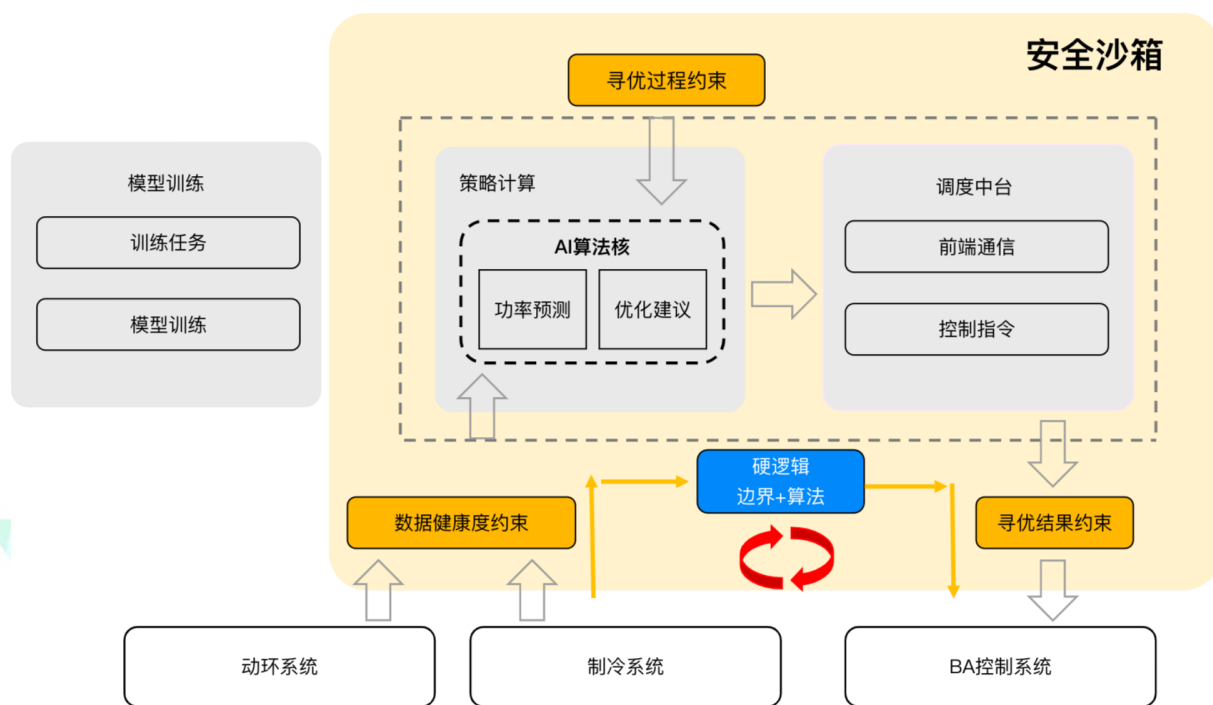 安全沙箱
寻优过程约束
模型训练
训练任务
模型训练
策略计算
AI算法核
功率预测
优化建议
调度中台
前端通信
控制指令
硬逻辑
边界+算法
数据健康度约束
寻优结果约束
动环系统
制冷系统
BA控制系统